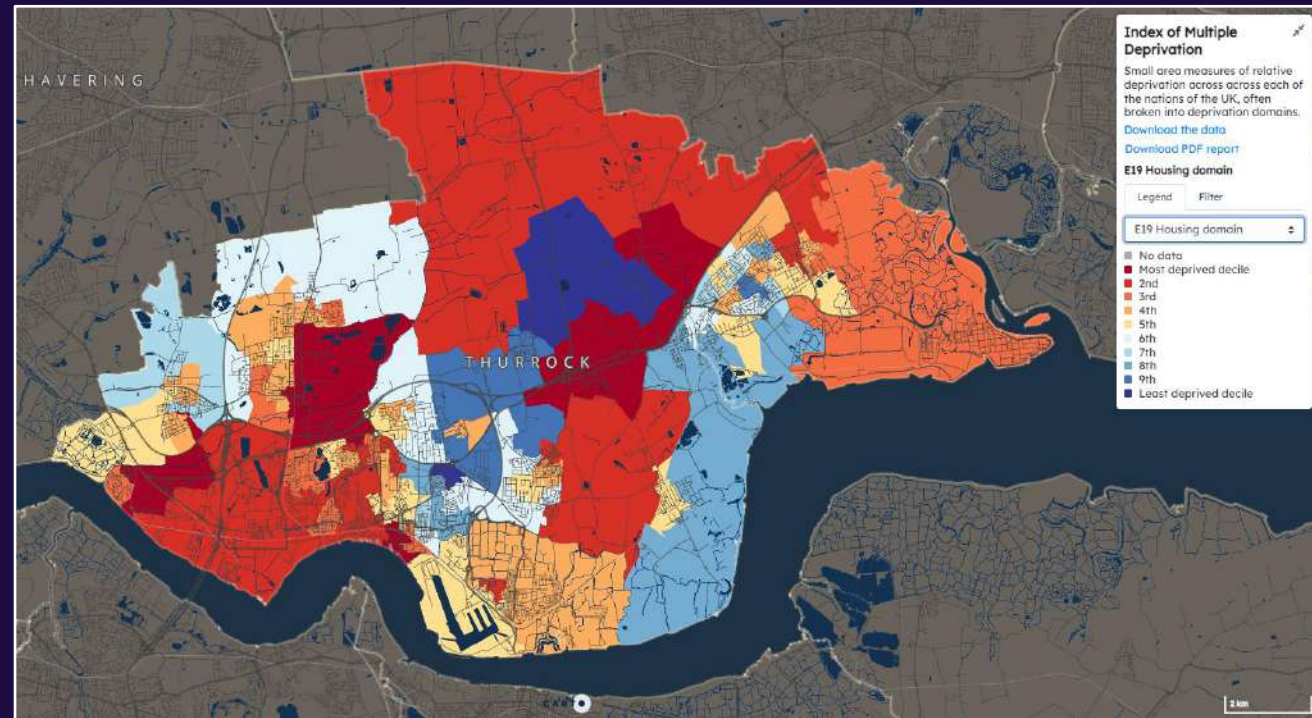 HAVERING
THURROCK
Index of Multiple
Deprivation
Small area measures of relative
deprivation across across each of
the nations of the UK, often
broken into deprivation domains.
Download the data
Download PDF report
E19 Housing domain
Legend
Filter
E19 Housing domain
No data
Most deprived decile
2nd
3rd
4th
5th
6th
7th
8th
9th
Least deprived decile
CARTO
2 km